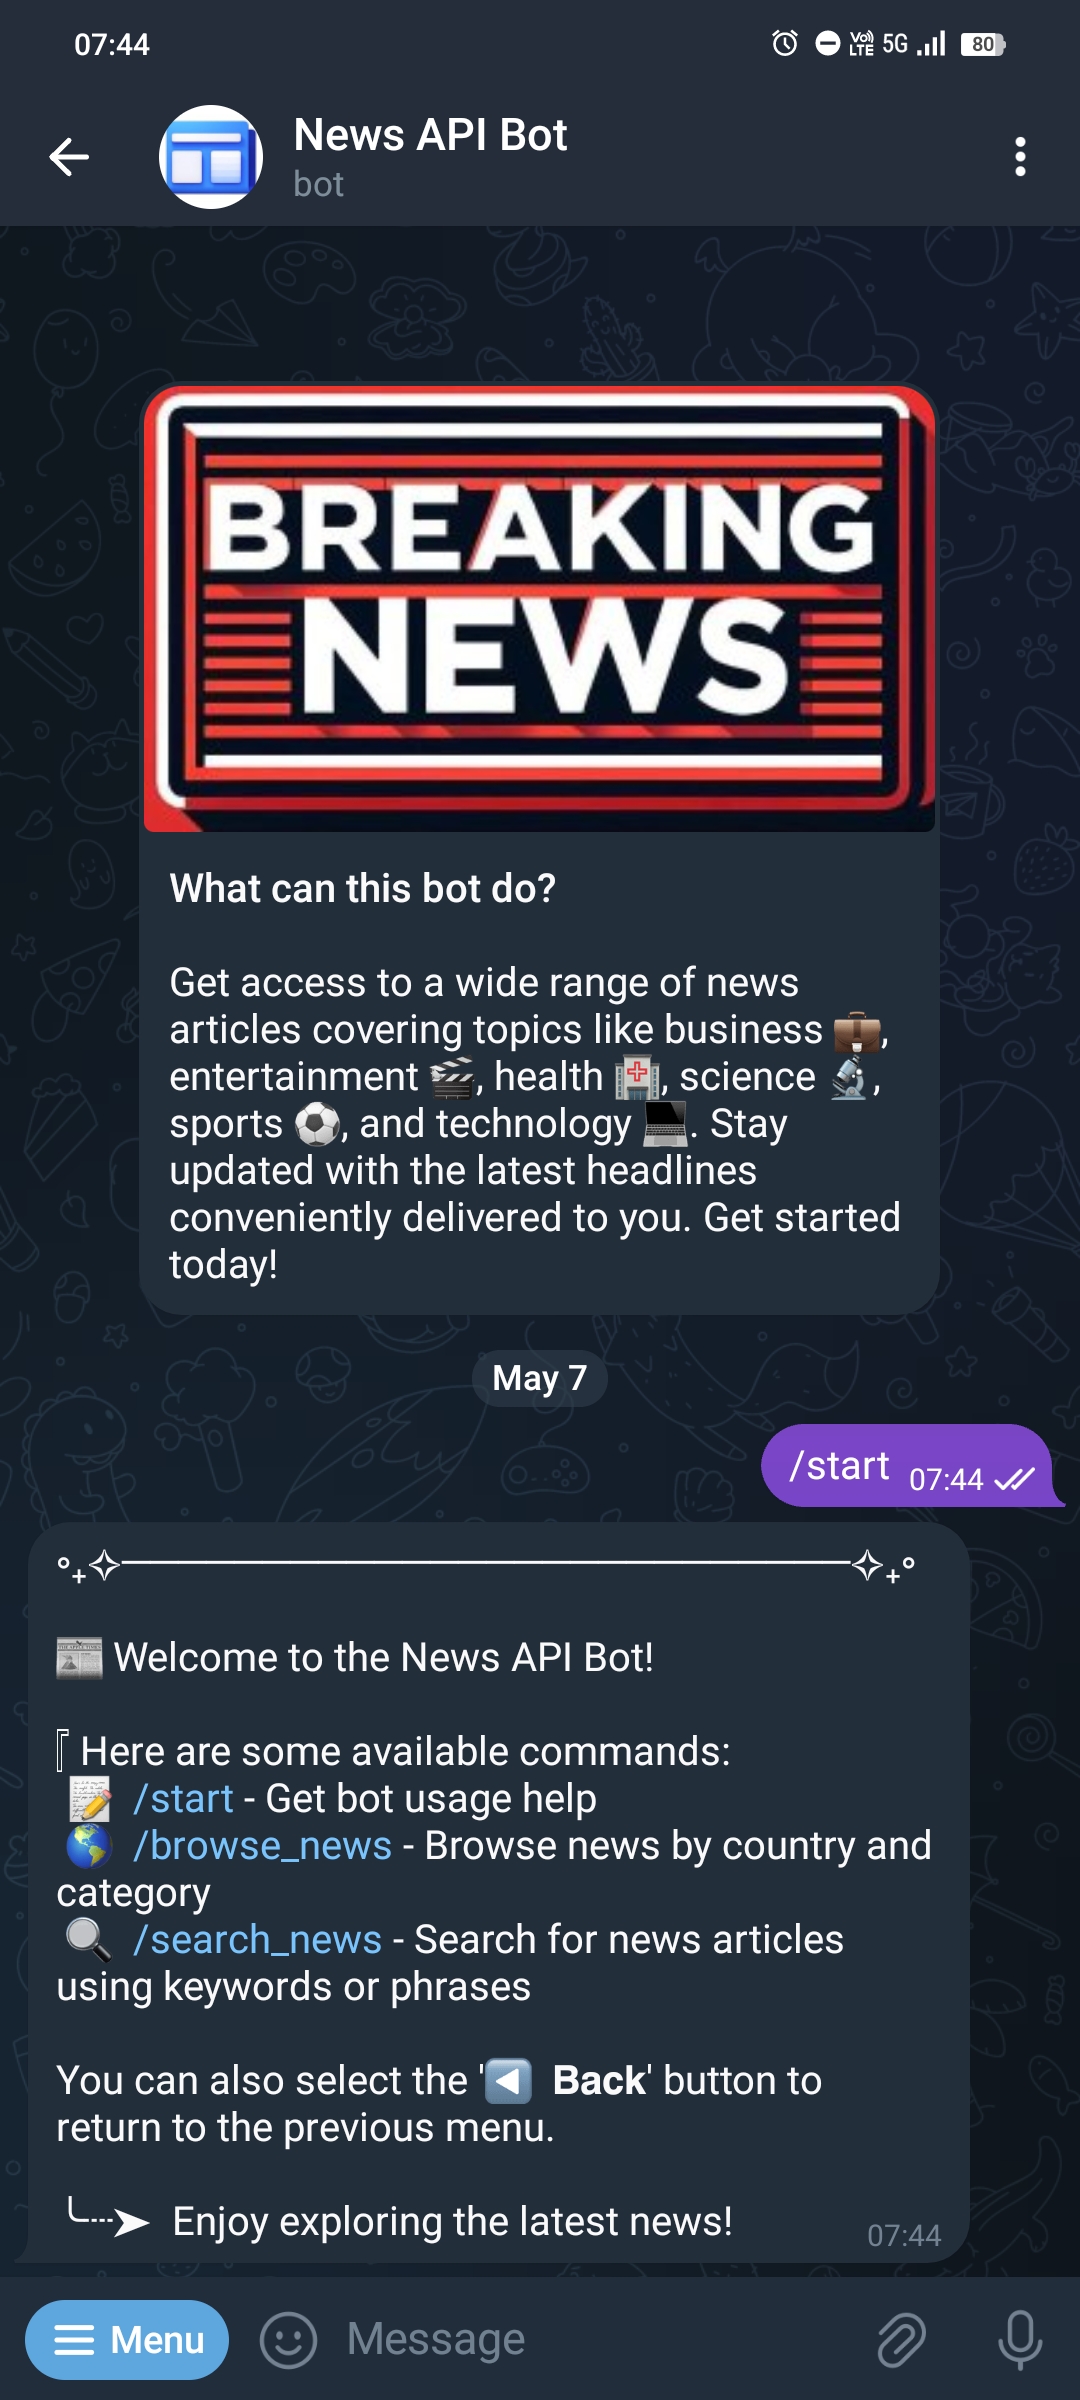 07:44
Vo)) LTE 5G 80
News API Bot
bot
BREAKING
NEWS
What can this bot do?
Get access to a wide range of news
articles covering topics like business 💼,
entertainment 🎬, health 🏥, science 🔬,
sports ⚽, and technology 💻. Stay
updated with the latest headlines
conveniently delivered to you. Get started
today!
May 7
/start 07:44
°₊✧────────────────✧₊°
📰 Welcome to the News API Bot!
『 Here are some available commands:
📝 /start - Get bot usage help
🌎 /browse_news - Browse news by country and
category
🔍 /search_news - Search for news articles
using keywords or phrases
You can also select the '◀️ Back' button to
return to the previous menu.
╰┈➤ Enjoy exploring the latest news!
07:44
Menu
Message